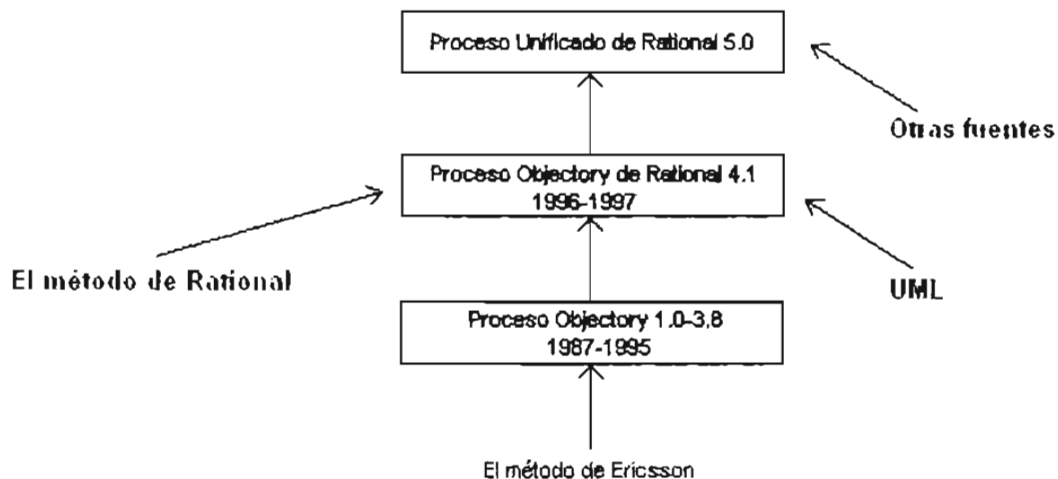 Proceso Unificado de Rational 5.0
Otras fuentes
Proceso Objectory de Rational 4.1
1996-1997
El método de Rational
UML
Proceso Objectory 1.0-3.8
1987-1995
El método de Ericsson